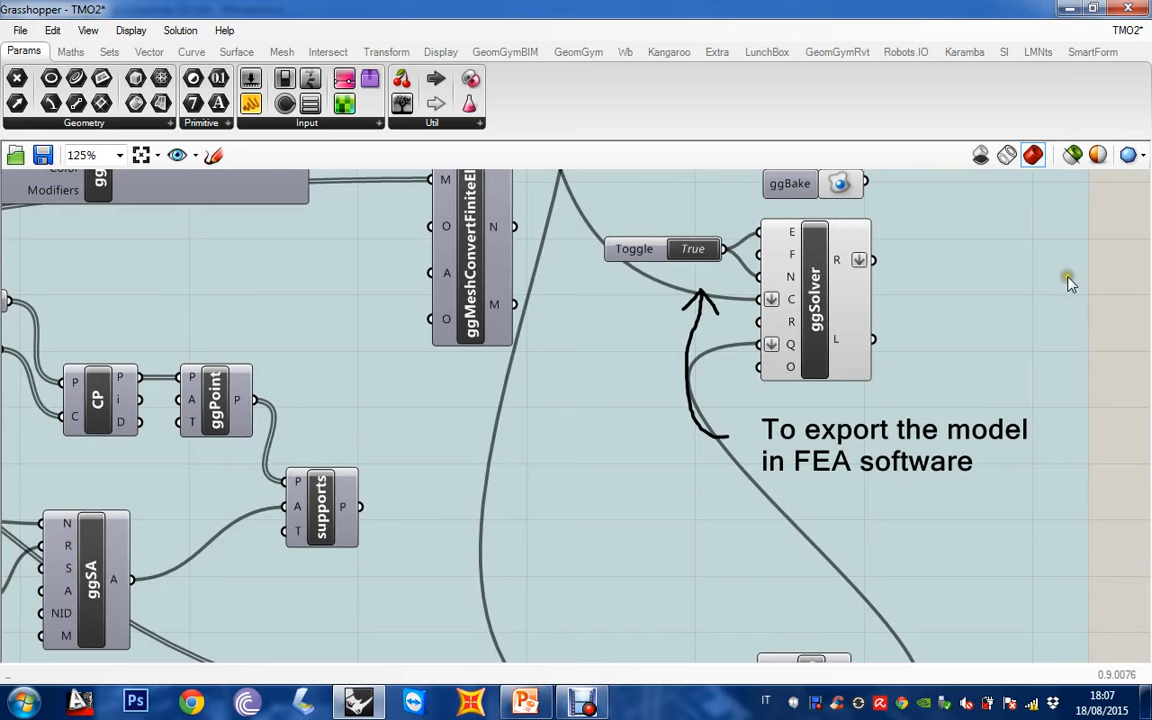 Grasshopper - TMO2*
File Edit View Display Solution Help
TMO2*
Params Maths Sets Vector Curve Surface Mesh Intersect Transform Display GeomGymBIM GeomGym Wb Kangaroo Extra LunchBox GeomGymRvt Robots.IO Karamba SI LMNts SmartForm
Geometry Primitive Input Util
125%
Modifiers
M
O N
A
O M
ggMeshConvertFiniteEl
ggBake
Toggle True
E
F
N
C
R
Q
O
ggSolver
R
L
P
C
CP
P
i
D
P
A
T
ggPoint
P
To export the model
in FEA software
P
A
T
supports
P
N
R
S
A
NID
M
ggSA
A
0.9.0076
Ps
IT
18:07
18/08/2015